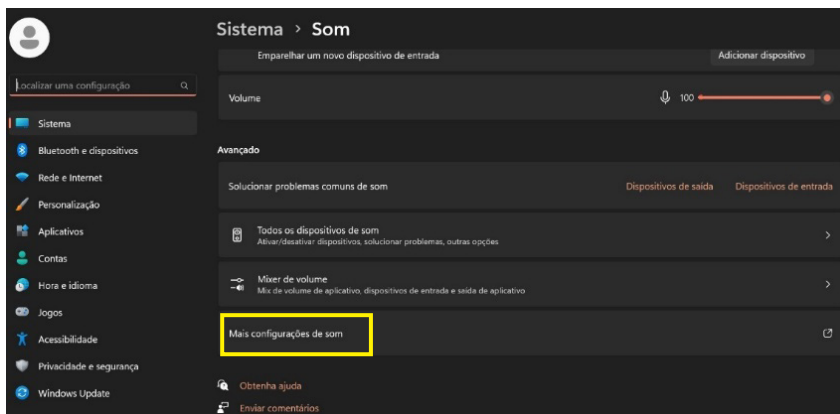 Sistema > Som
Emparelhar um novo dispositivo de entrada
Adicionar dispositivo
Localizar uma configuração
Volume
100
Sistema
Bluetooth e dispositivos
Rede e Internet
Personalização
Aplicativos
Contas
Hora e idioma
Jogos
Acessibilidade
Privacidade e segurança
Windows Update
Avançado
Solucionar problemas comuns de som
Dispositivos de saída
Dispositivos de entrada
Todos os dispositivos de som
Ativar/desativar dispositivos, solucionar problemas, outras opções
Mixer de volume
Mix de volume de aplicativo, dispositivos de entrada e saída de aplicativo
Mais configurações de som
Obtenha ajuda
Enviar comentários